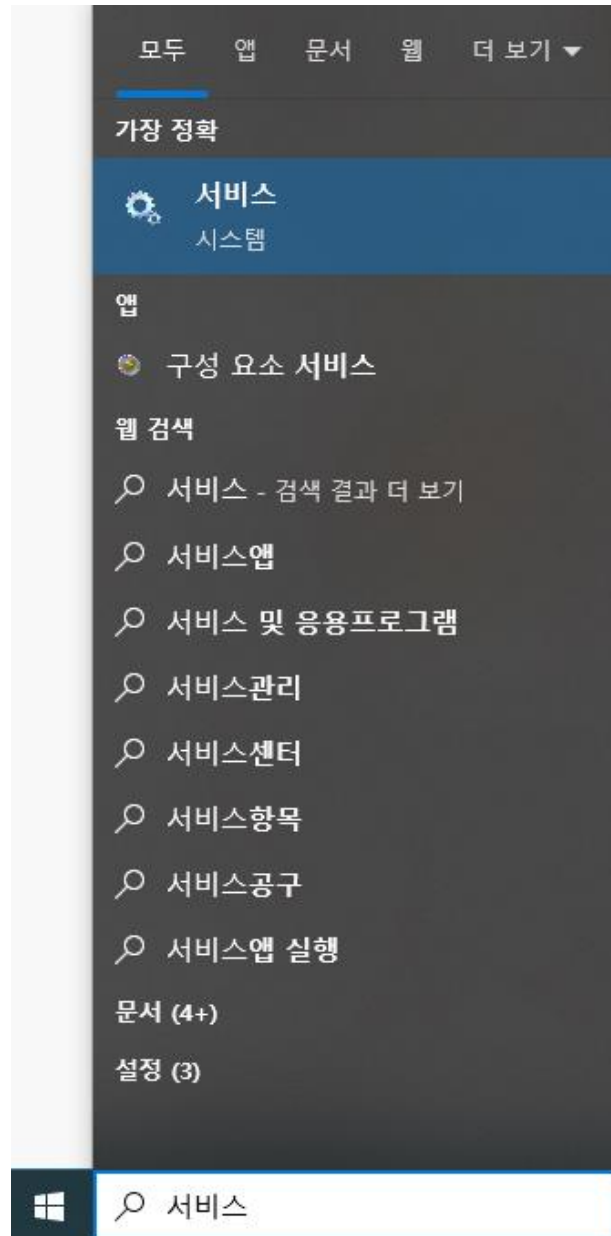 모두 앱 문서 웹 더 보기
가장 정확
서비스
시스템
앱
구성 요소 서비스
웹 검색
서비스 - 검색 결과 더 보기
서비스앱
서비스 및 응용프로그램
서비스관리
서비스센터
서비스항목
서비스공구
서비스앱 실행
문서 (4+)
설정 (3)
서비스